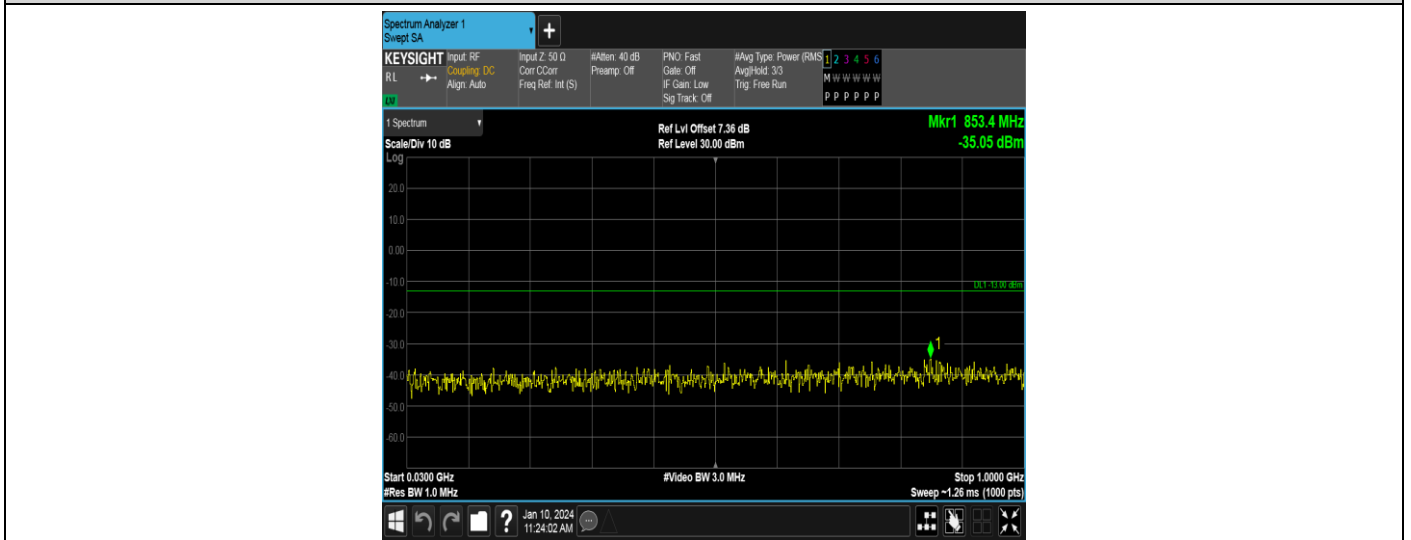 Spectrum Analyzer 1
Swept SA
+
KEYSIGHT
RL
Input: RF
Coupling: DC
Align: Auto
Input Z: 50 Ω
Corr CCorr
Freq Ref: Int (S)
#Atten: 40 dB
Preamp: Off
PNO: Fast
Gate: Off
IF Gain: Low
Sig Track: Off
#Avg Type: Power (RMS
Avg|Hold: 3/3
Trig: Free Run
1 2 3 4 5 6
M W W W W W
P P P P P P
1 Spectrum
Scale/Div 10 dB
Log
Ref Lvl Offset 7.36 dB
Ref Level 30.00 dBm
Mkr1 853.4 MHz
-35.05 dBm
20.0
10.0
0.00
-10.0
DL1 -13.00 dBm
-20.0
-30.0
1
-40.0
-50.0
-60.0
Start 0.0300 GHz
#Res BW 1.0 MHz
#Video BW 3.0 MHz
Stop 1.0000 GHz
Sweep ~1.26 ms (1000 pts)
?
Jan 10, 2024
11:24:02 AM